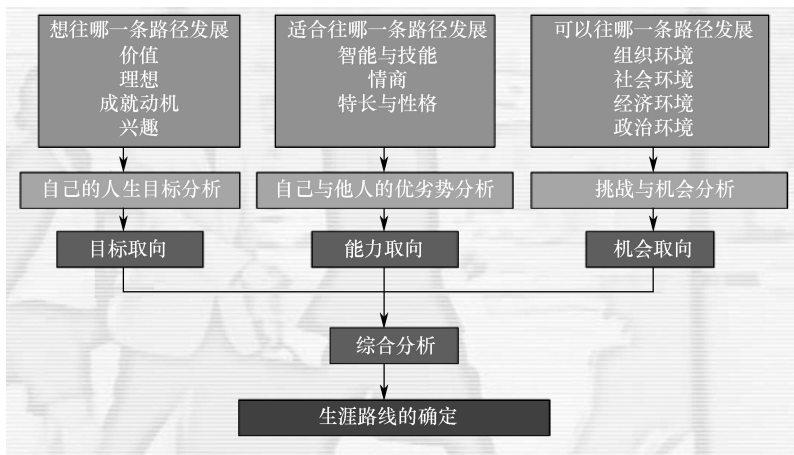 想往哪一条路径发展
价值
理想
成就动机
兴趣
适合往哪一条路径发展
智能与技能
情商
特长与性格
可以往哪一条路径发展
组织环境
社会环境
经济环境
政治环境
自己的人生目标分析
自己与他人的优劣势分析
挑战与机会分析
目标取向
能力取向
机会取向
综合分析
生涯路线的确定